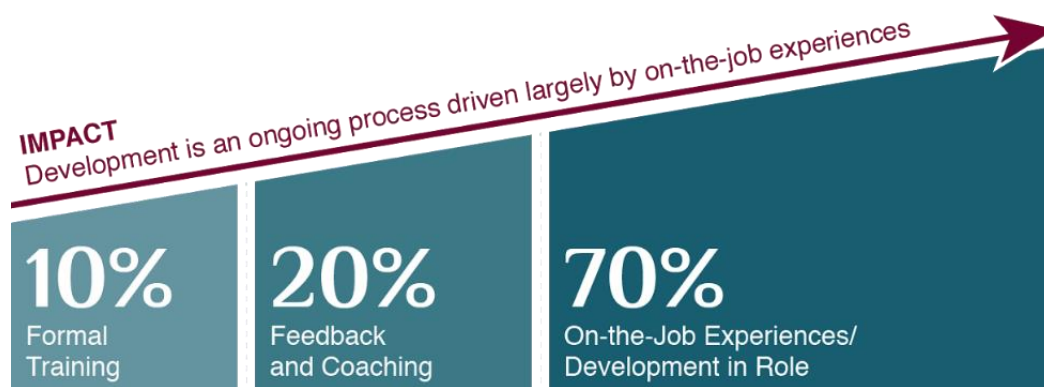 IMPACT
Development is an ongoing process driven largely by on-the-job experiences
10%
Formal
Training
20%
Feedback
and Coaching
70%
On-the-Job Experiences/
Development in Role